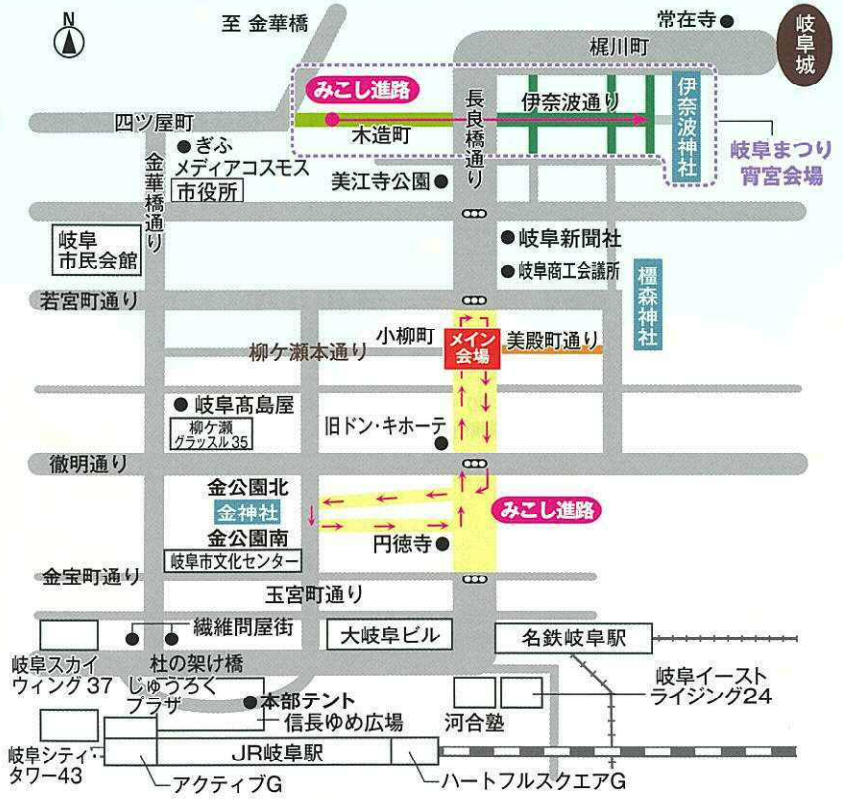 N
至 金華橋
常在寺
岐阜城
梶川町
みこし進路
伊奈波通り
伊奈波神社
四ツ屋町
木造町
長良橋通り
岐阜まつり
宵宮会場
ぎふ
メディアコスモス
市役所
金華橋通り
美江寺公園
岐阜
市民会館
岐阜新聞社
岐阜商工会議所
橿森神社
若宮町通り
小柳町
メイン
会場
美殿町通り
柳ケ瀬本通り
岐阜髙島屋
柳ケ瀬
グラッスル35
旧ドン・キホーテ
徹明通り
金公園北
金神社
みこし進路
金公園南
円徳寺
岐阜市文化センター
金宝町通り
玉宮町通り
繊維問屋街
大岐阜ビル
名鉄岐阜駅
岐阜スカイ
ウィング37
杜の架け橋
じゅうろく
プラザ
岐阜イースト
ライジング24
本部テント
信長ゆめ広場
河合塾
岐阜シティ・
タワー43
JR岐阜駅
アクティブG
ハートフルスクエアG